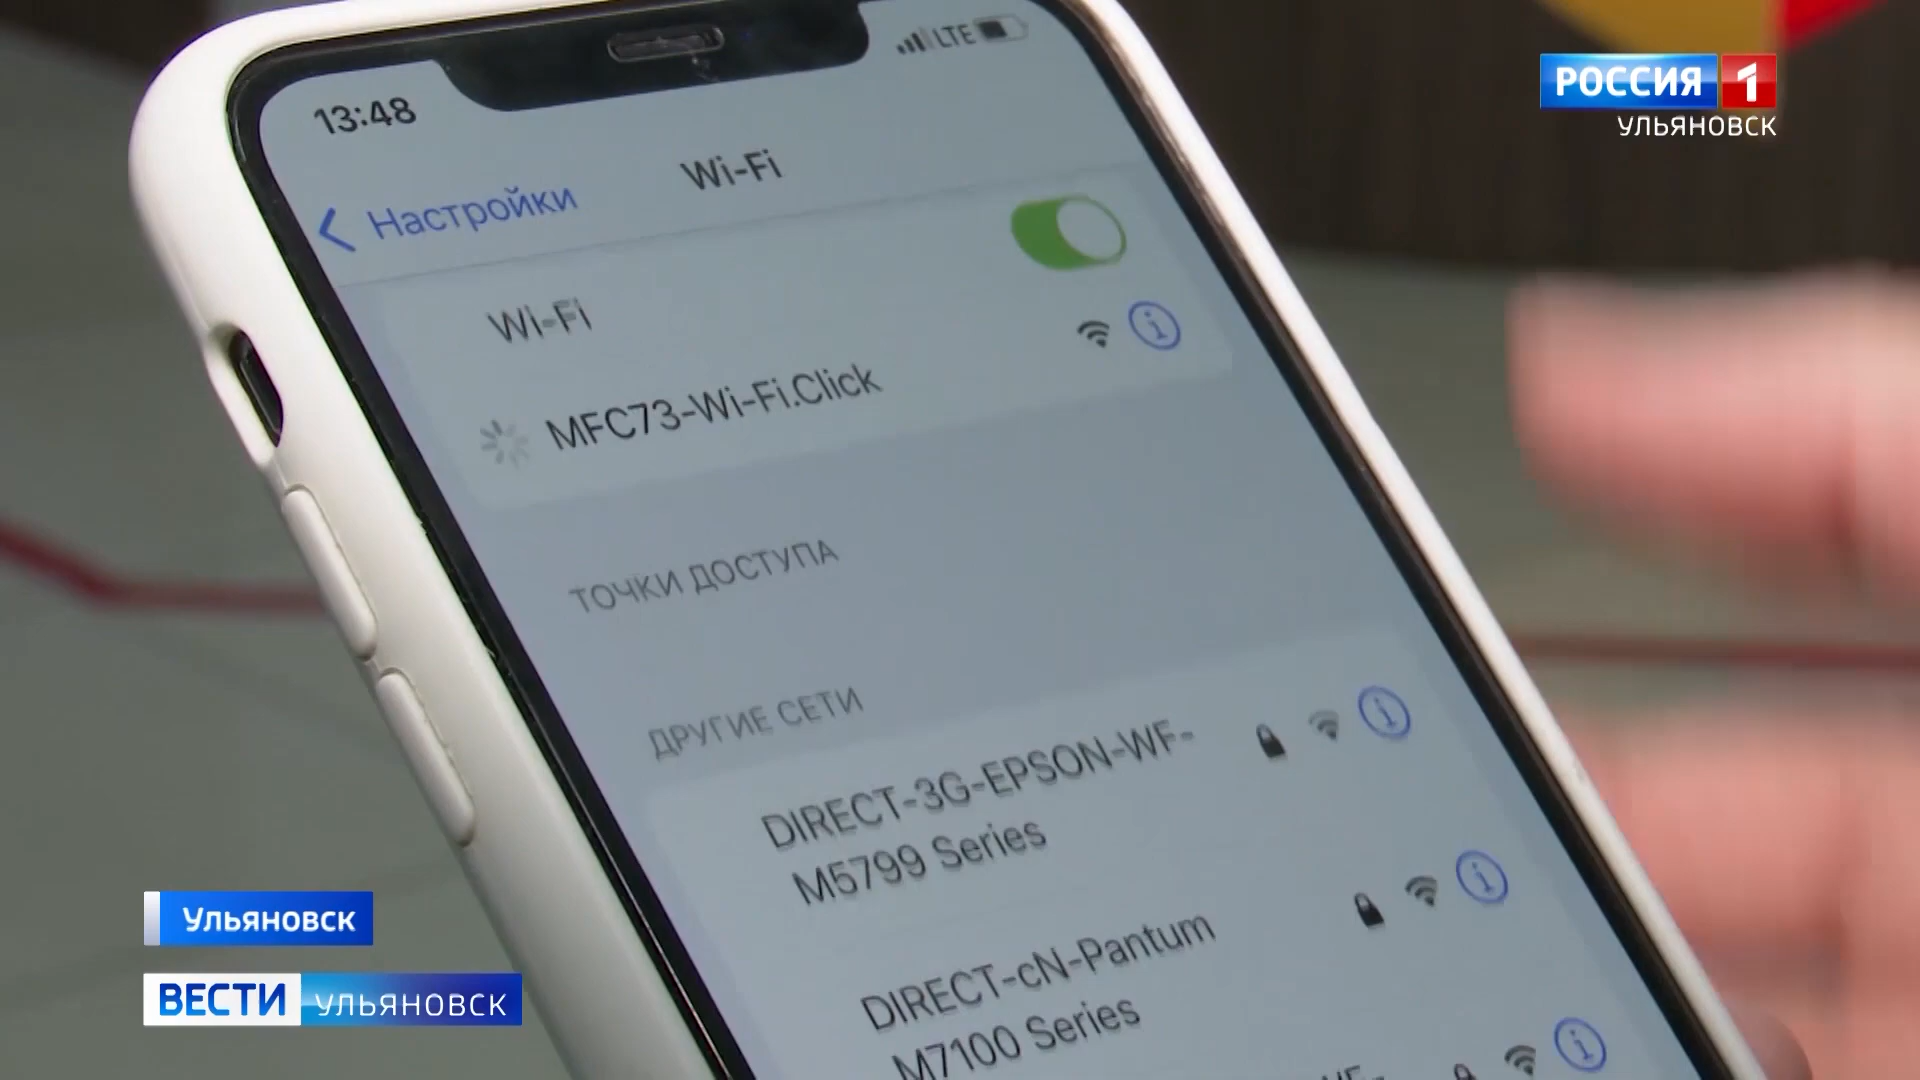 13:48
LTE
РОССИЯ 1
УЛЬЯНОВСК
Настройки
Wi-Fi
Wi-Fi
MFC73-Wi-Fi.Click
ТОЧКИ ДОСТУПА
ДРУГИЕ СЕТИ
DIRECT-3G-EPSON-WF-
M5799 Series
DIRECT-cN-Pantum
M7100 Series
Ульяновск
ВЕСТИ УЛЬЯНОВСК